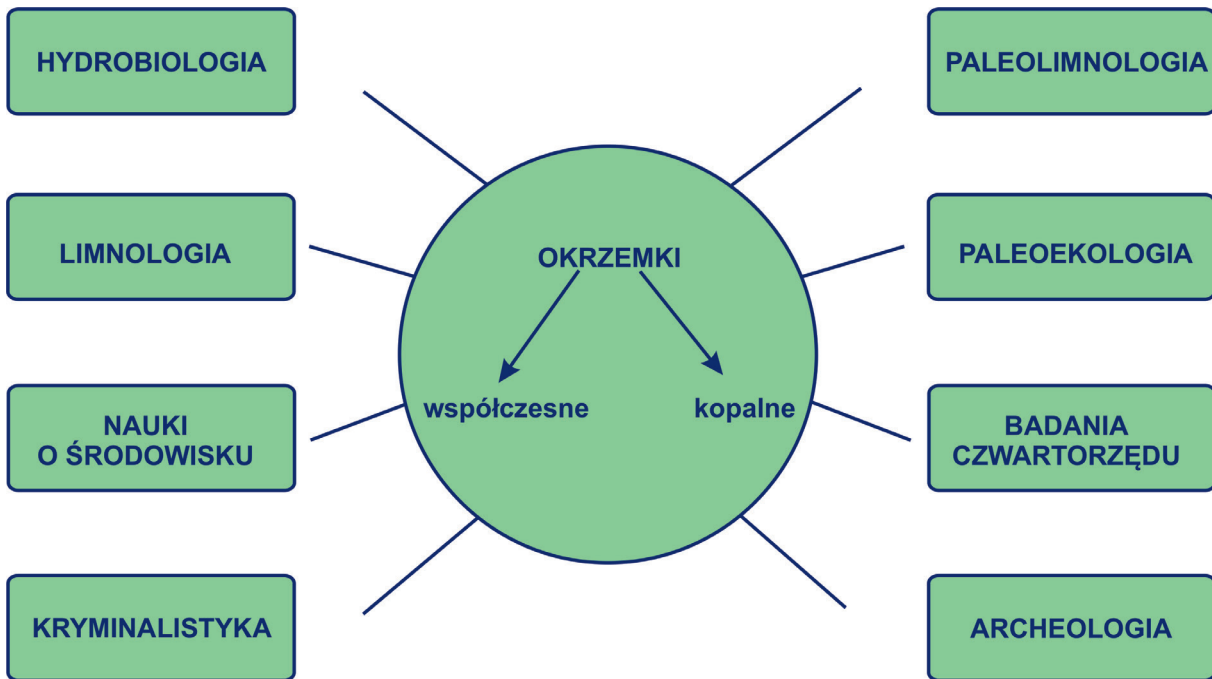 HYDROBIOLOGIA
PALEOLIMNOLOGIA
LIMNOLOGIA
OKRZEMKI
PALEOEKOLOGIA
współczesne
kopalne
NAUKI
O ŚRODOWISKU
BADANIA
CZWARTORZĘDU
KRYMINALISTYKA
ARCHEOLOGIA